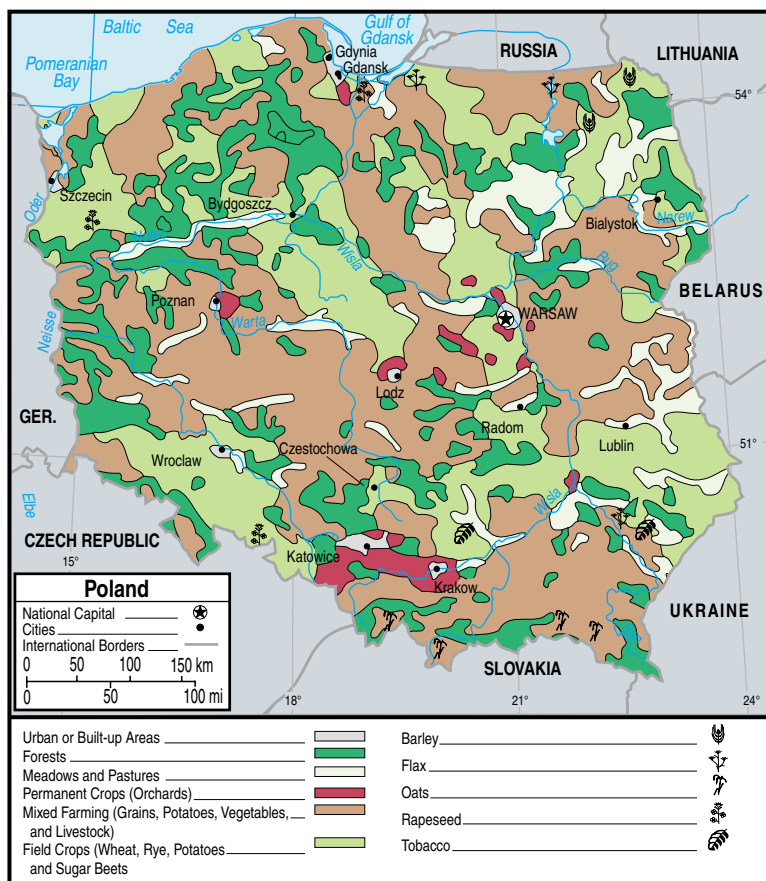 Baltic Sea
Gulf of
Gdansk
Pomeranian
Bay
Gdynia
Gdansk
RUSSIA
LITHUANIA
54°
Oder
Szczecin
Bydgoszcz
Bialystok
Narew
Wisla
Bug
BELARUS
Neisse
Poznan
Warta
WARSAW
Lodz
GER.
Radom
Lublin
51°
Wroclaw
Czestochowa
Elbe
Wisla
CZECH REPUBLIC
15°
Katowice
Krakow
UKRAINE
SLOVAKIA
18°
21°
24°
Poland
National Capital
Cities
International Borders
0 50 100 150 km
0 50 100 mi
Urban or Built-up Areas
Forests
Meadows and Pastures
Permanent Crops (Orchards)
Mixed Farming (Grains, Potatoes, Vegetables,
and Livestock)
Field Crops (Wheat, Rye, Potatoes
and Sugar Beets
Barley
Flax
Oats
Rapeseed
Tobacco